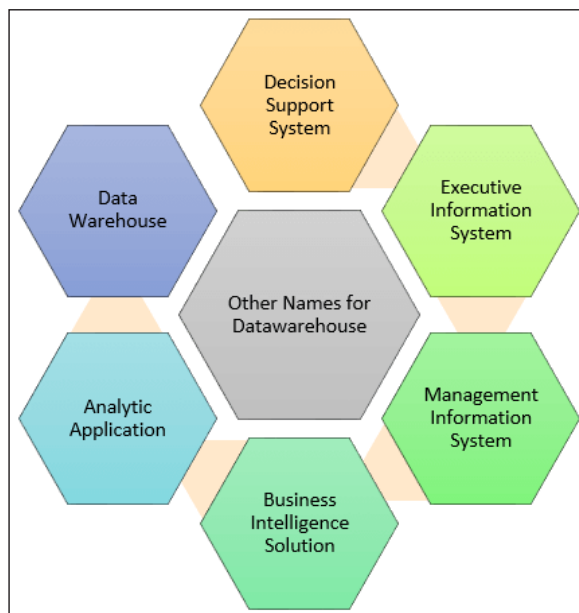 Decision
Support
System
Data
Warehouse
Executive
Information
System
Other Names for
Datawarehouse
Analytic
Application
Management
Information
System
Business
Intelligence
Solution